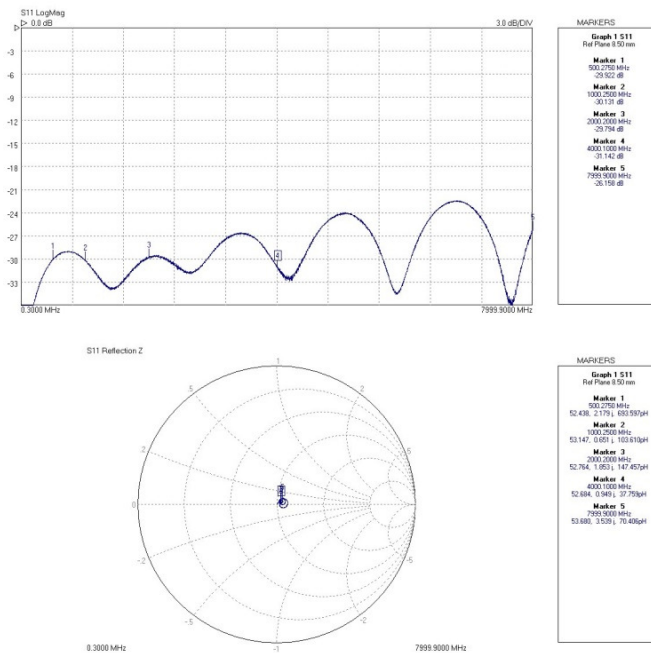 S11 LogMag
▷ 0.0 dB
3.0 dB/DIV
-3
-6
-9
-12
-15
-18
-21
-24
-27
-30
-33
1
2
3
4
5
0.3000 MHz
7999.9000 MHz
MARKERS
Graph 1 S11
Ref Plane 8.50 mm
Marker 1
500.2750 MHz
-29.922 dB
Marker 2
1000.2500 MHz
-30.131 dB
Marker 3
2000.2000 MHz
-29.794 dB
Marker 4
4000.1000 MHz
-31.142 dB
Marker 5
7999.9000 MHz
-26.158 dB
S11 Reflection Z
1
.5
2
.2
5
0
-.2
-5
-.5
-2
-1
0.3000 MHz
7999.9000 MHz
MARKERS
Graph 1 S11
Ref Plane 8.50 mm
Marker 1
500.2750 MHz
52.438, 2.179 j, 693.597pH
Marker 2
1000.2500 MHz
53.147, 0.651 j, 103.610pH
Marker 3
2000.2000 MHz
52.764, 1.853 j, 147.457pH
Marker 4
4000.1000 MHz
52.684, 0.949 j, 37.759pH
Marker 5
7999.9000 MHz
53.680, 3.539 j, 70.406pH